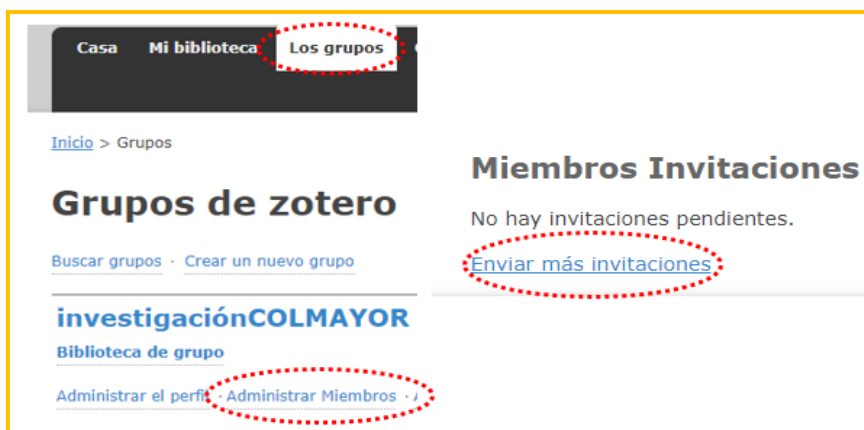 Casa Mi biblioteca Los grupos
Inicio > Grupos
Grupos de zotero
Buscar grupos · Crear un nuevo grupo
investigaciónCOLMAYOR
Biblioteca de grupo
Administrar el perfil · Administrar Miembros ·
Miembros Invitaciones
No hay invitaciones pendientes.
Enviar más invitaciones